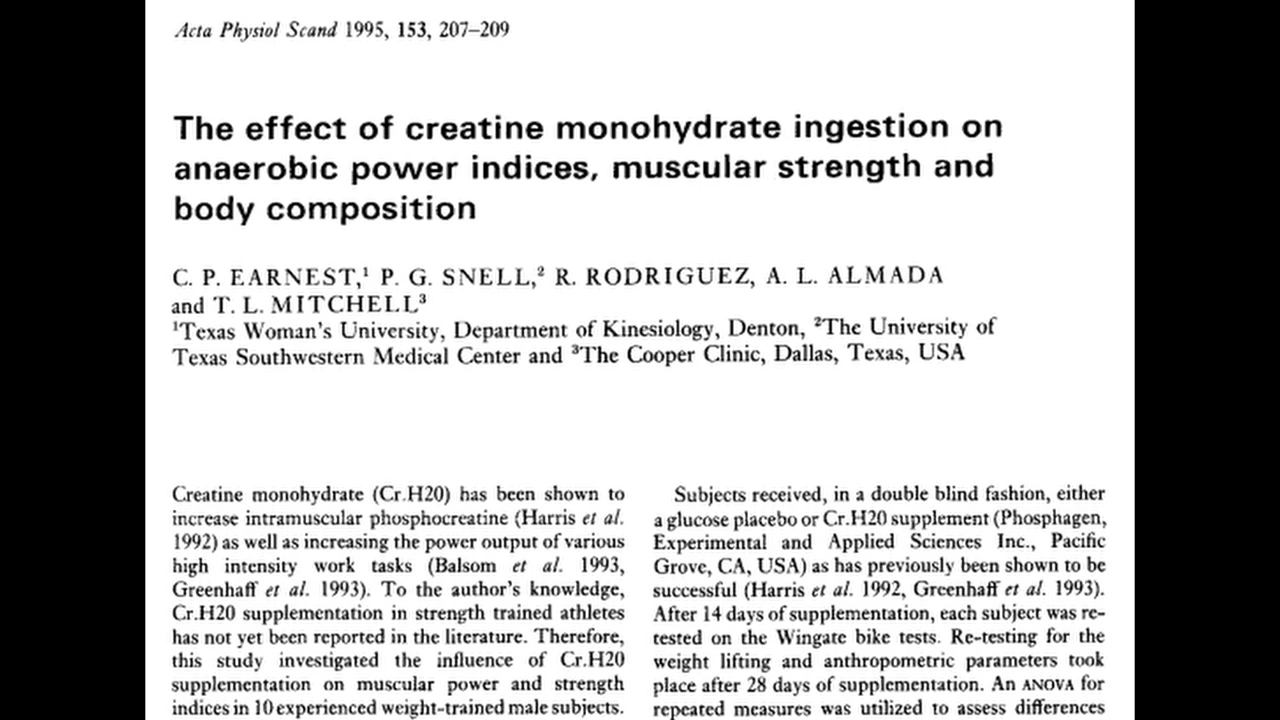 Acta Physiol Scand 1995, 153, 207–209
The effect of creatine monohydrate ingestion on
anaerobic power indices, muscular strength and
body composition
C. P. EARNEST,¹ P. G. SNELL,² R. RODRIGUEZ, A. L. ALMADA
and T. L. MITCHELL³
¹Texas Woman's University, Department of Kinesiology, Denton, ²The University of
Texas Southwestern Medical Center and ³The Cooper Clinic, Dallas, Texas, USA
Creatine monohydrate (Cr.H20) has been shown to
increase intramuscular phosphocreatine (Harris et al.
1992) as well as increasing the power output of various
high intensity work tasks (Balsom et al. 1993,
Greenhaff et al. 1993). To the author's knowledge,
Cr.H20 supplementation in strength trained athletes
has not yet been reported in the literature. Therefore,
this study investigated the influence of Cr.H20
supplementation on muscular power and strength
indices in 10 experienced weight-trained male subjects.
Subjects received, in a double blind fashion, either
a glucose placebo or Cr.H20 supplement (Phosphagen,
Experimental and Applied Sciences Inc., Pacific
Grove, CA, USA) as has previously been shown to be
successful (Harris et al. 1992, Greenhaff et al. 1993).
After 14 days of supplementation, each subject was re-
tested on the Wingate bike tests. Re-testing for the
weight lifting and anthropometric parameters took
place after 28 days of supplementation. An ANOVA for
repeated measures was utilized to assess differences